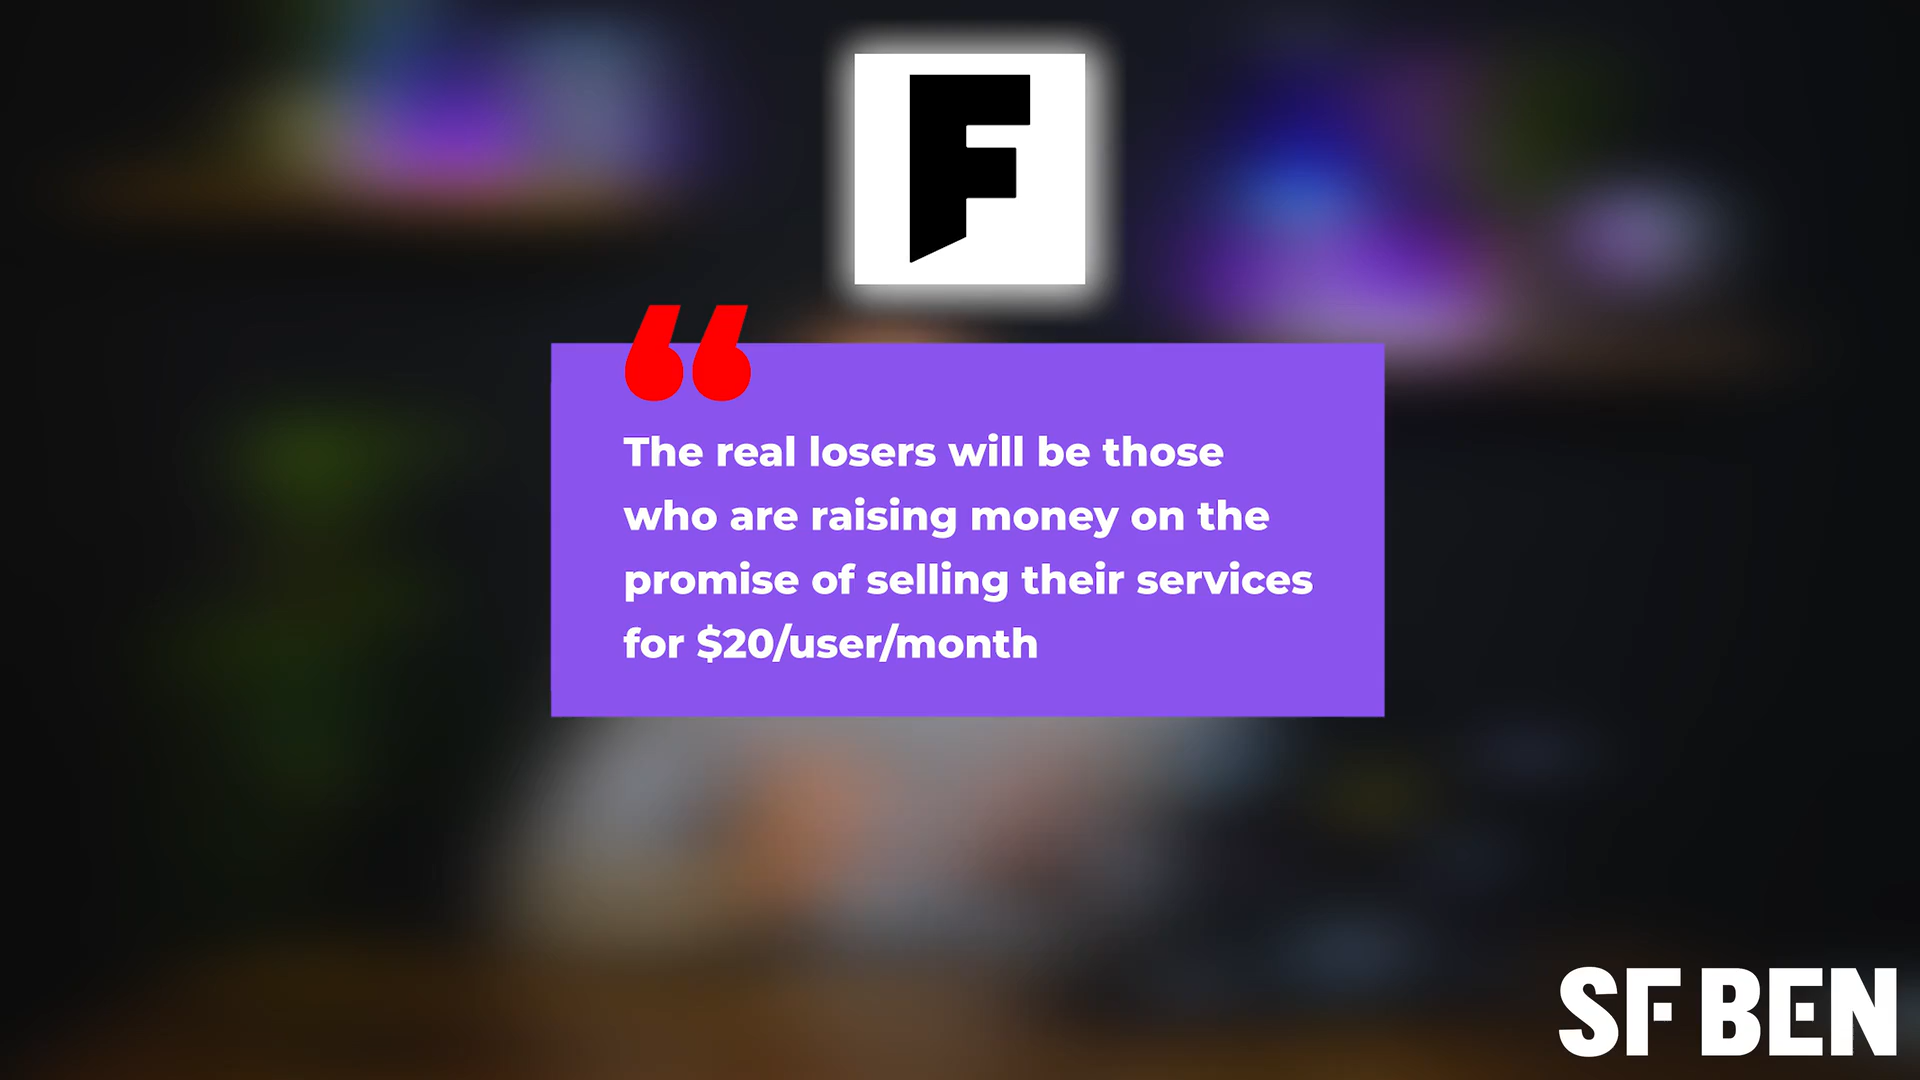 F
“
The real losers will be those
who are raising money on the
promise of selling their services
for $20/user/month
SF BEN